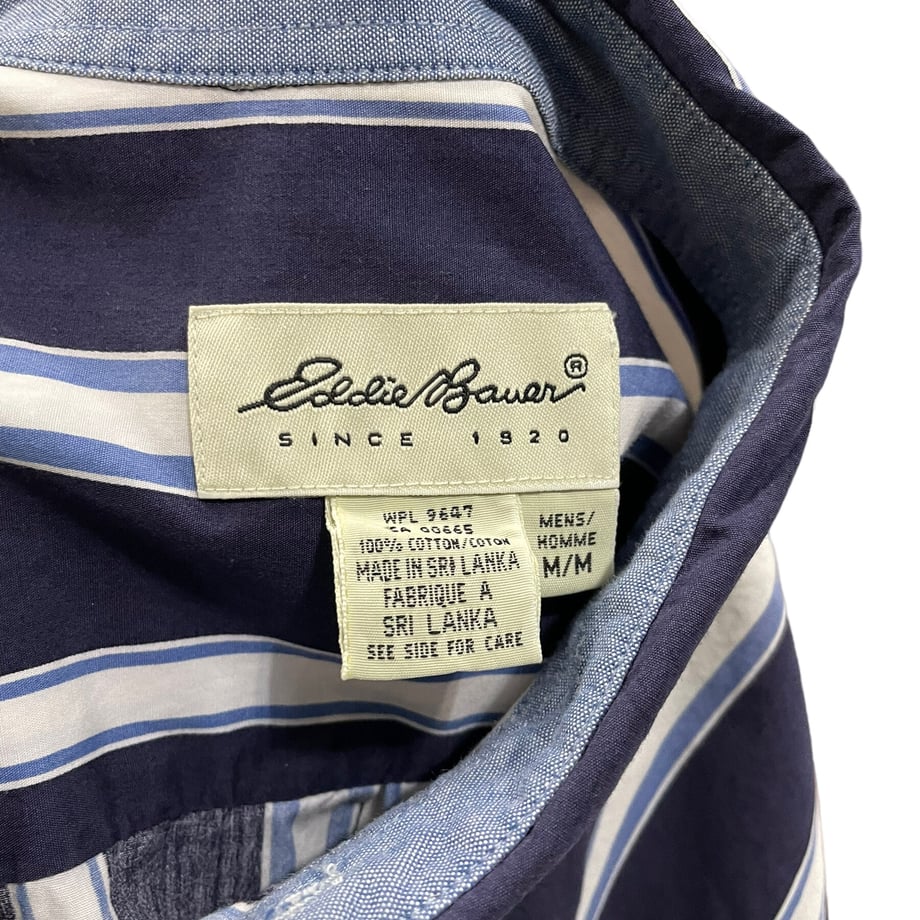 Eddie Bauer®
SINCE 1920
WPL 9647
100% COTTON/COTON
MADE IN SRI LANKA
FABRIQUE A
SRI LANKA
SEE SIDE FOR CARE
MENS/
HOMME
M/M